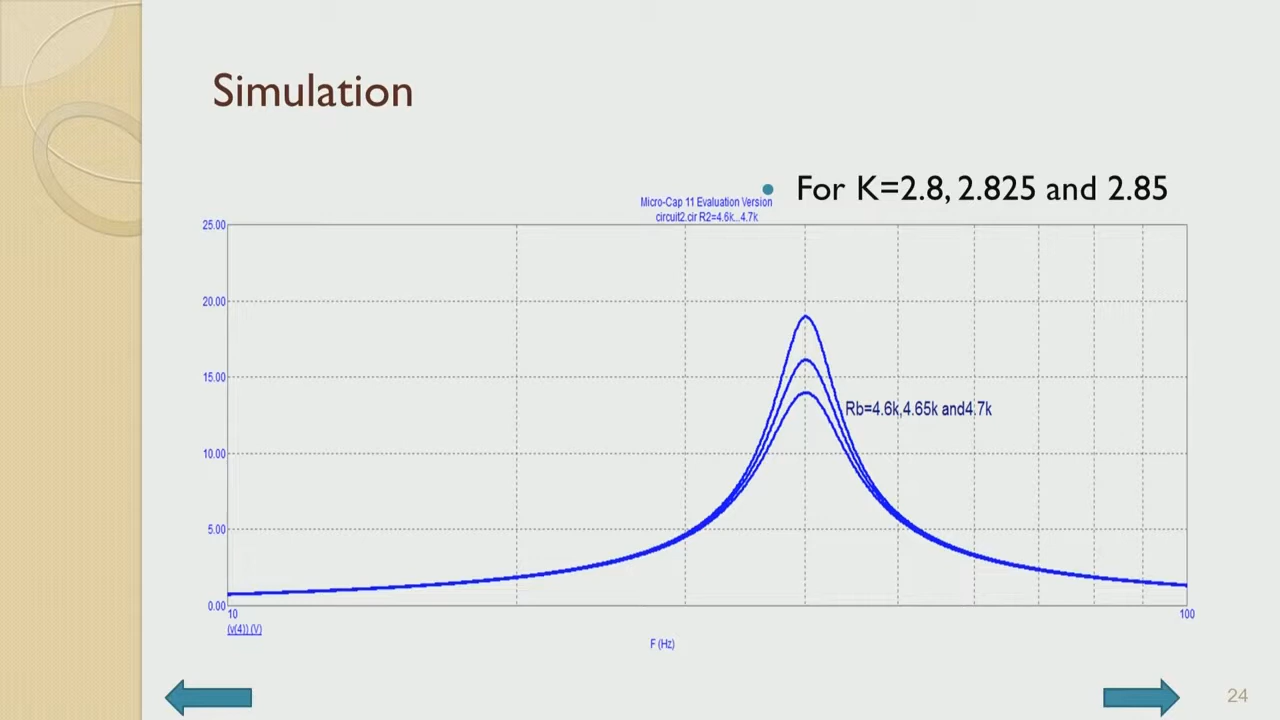 Simulation
For K=2.8, 2.825 and 2.85
Micro-Cap 11 Evaluation Version
circuit2.cir R2=4.6k...4.7k
25.00
20.00
15.00
10.00
5.00
0.00
Rb=4.6k,4.65k and4.7k
10
100
(v(4)) (V)
F (Hz)
24